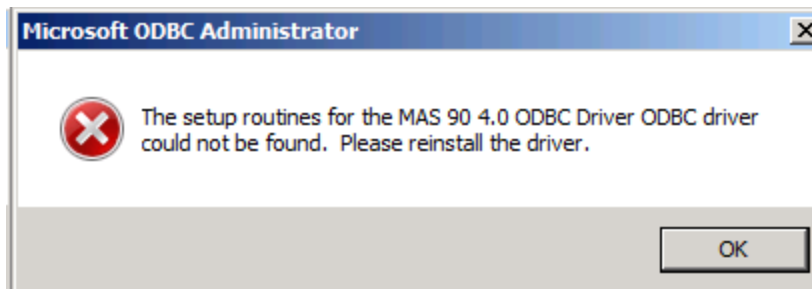 Microsoft ODBC Administrator
The setup routines for the MAS 90 4.0 ODBC Driver ODBC driver
could not be found.  Please reinstall the driver.
OK